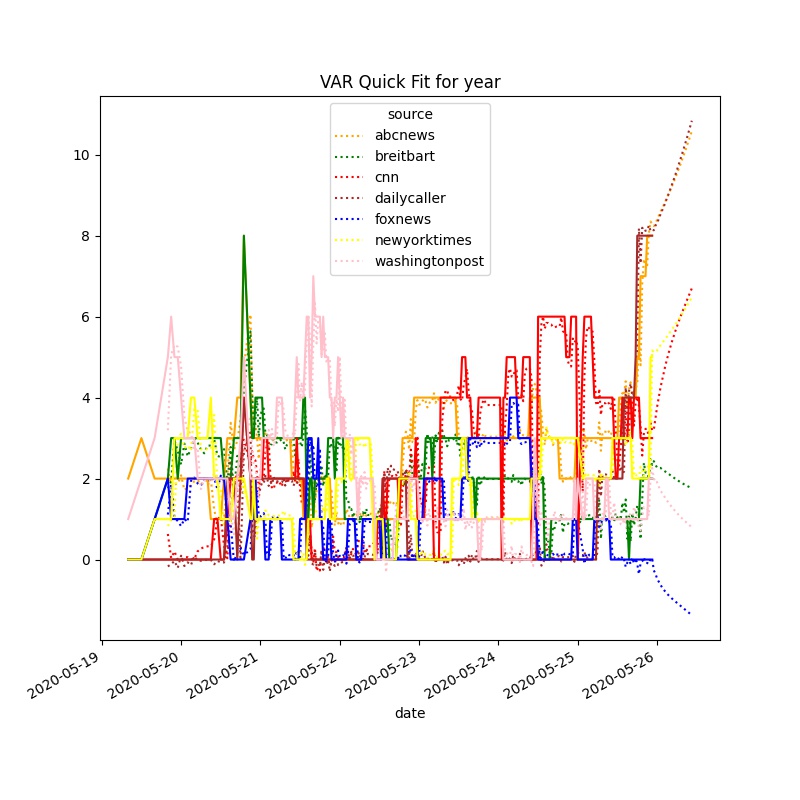 VAR Quick Fit for year
source
abcnews
breitbart
cnn
dailycaller
foxnews
newyorktimes
washingtonpost
10
8
6
4
2
0
2020-05-19
2020-05-20
2020-05-21
2020-05-22
2020-05-23
2020-05-24
2020-05-25
2020-05-26
date